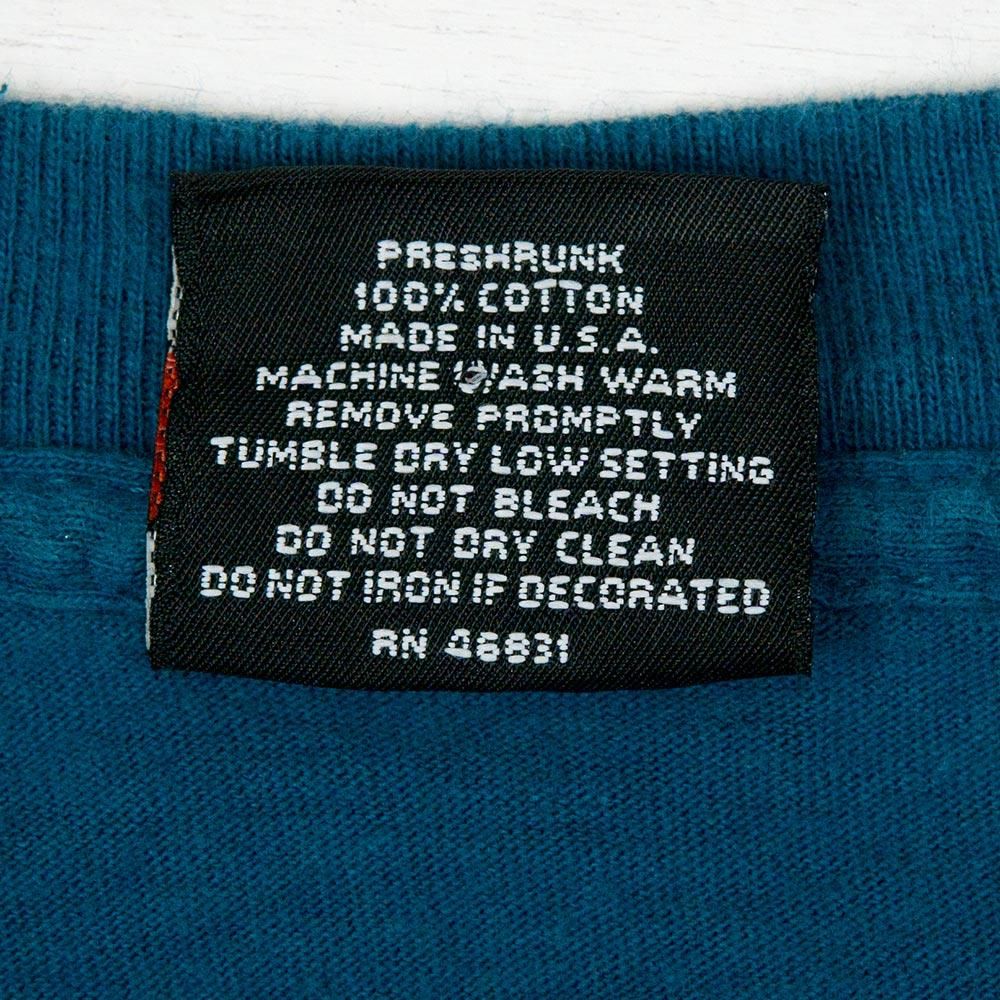 PRESHRUNK
100% COTTON
MADE IN U.S.A.
MACHINE WASH WARM
REMOVE PROMPTLY
TUMBLE DRY LOW SETTING
DO NOT BLEACH
DO NOT DRY CLEAN
DO NOT IRON IF DECORATED
RN 46831